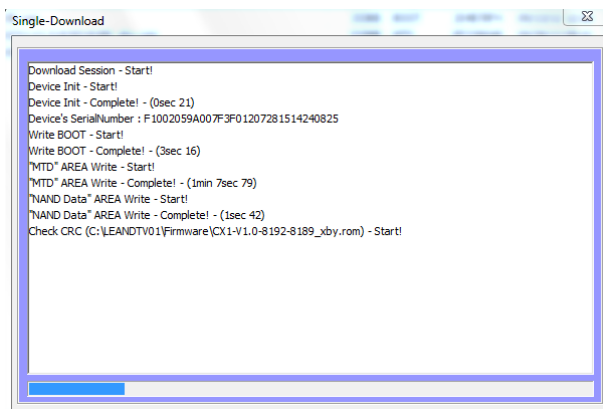 Single-Download
Download Session - Start!
Device Init - Start!
Device Init - Complete! - (0sec 21)
Device's SerialNumber : F1002059A007F3F01207281514240825
Write BOOT - Start!
Write BOOT - Complete! - (3sec 16)
"MTD" AREA Write - Start!
"MTD" AREA Write - Complete! - (1min 7sec 79)
"NAND Data" AREA Write - Start!
"NAND Data" AREA Write - Complete! - (1sec 42)
Check CRC (C:\LEANDTV01\Firmware\CX1-V1.0-8192-8189_xby.rom) - Start!